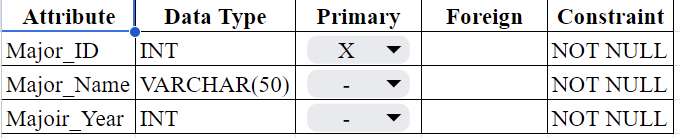 Attribute Data Type Primary Foreign Constraint
Major_ID INT X NOT NULL
Major_Name VARCHAR(50) - NOT NULL
Majoir_Year INT - NOT NULL